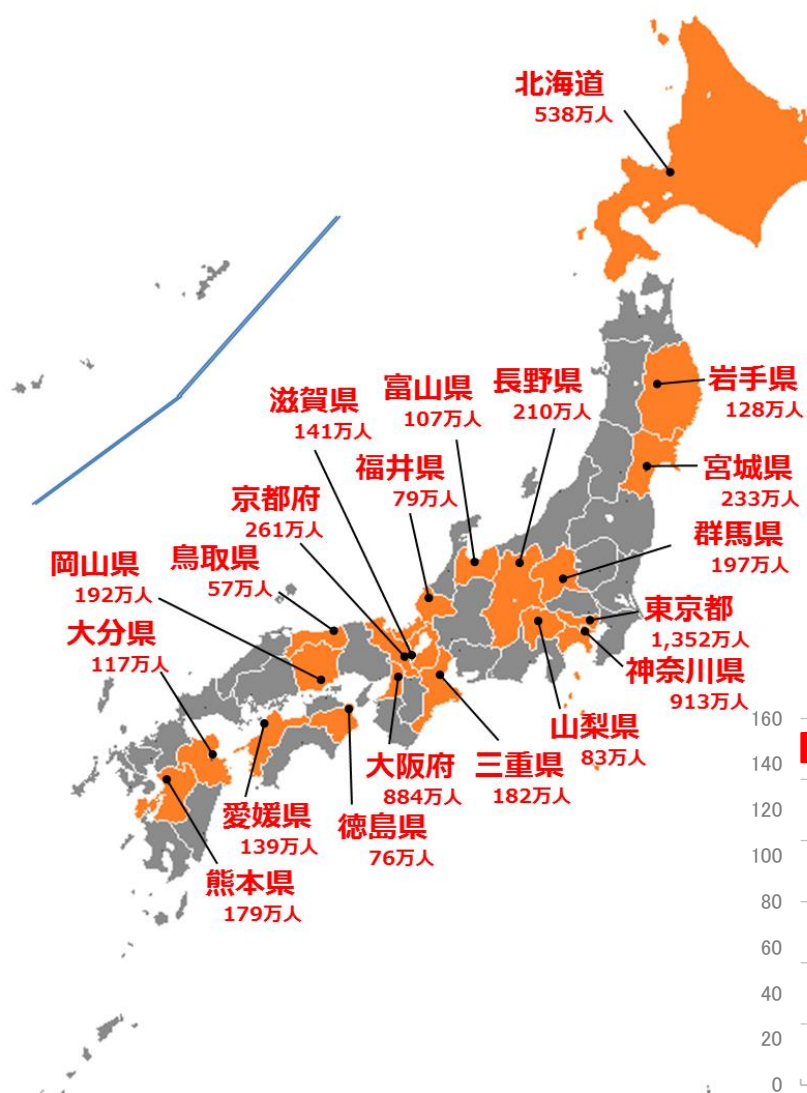 北海道
538万人
岩手県
128万人
宮城県
233万人
群馬県
197万人
東京都
1,352万人
神奈川県
913万人
山梨県
83万人
長野県
210万人
富山県
107万人
滋賀県
141万人
福井県
79万人
京都府
261万人
鳥取県
57万人
岡山県
192万人
大分県
117万人
大阪府
884万人
三重県
182万人
徳島県
76万人
愛媛県
139万人
熊本県
179万人
160
140
120
100
80
60
40
20
0